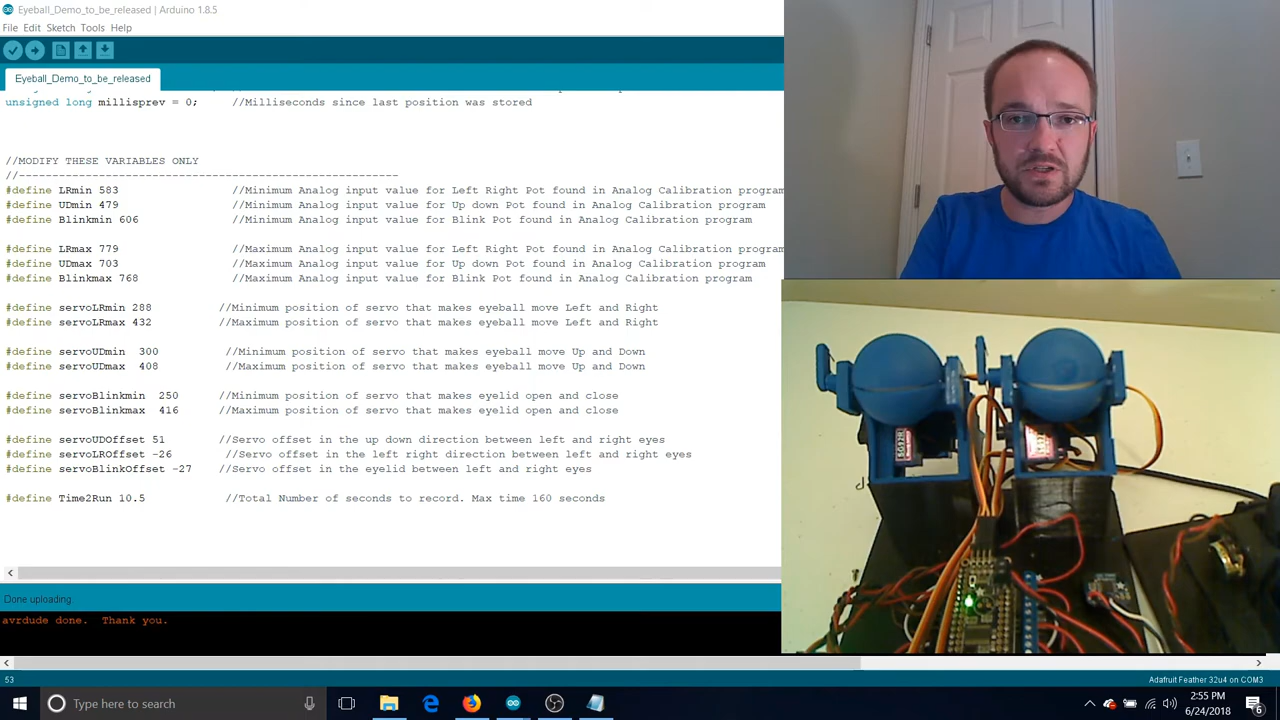 Eyeball_Demo_to_be_released | Arduino 1.8.5
File Edit Sketch Tools Help
Eyeball_Demo_to_be_released
unsigned long millisprev = 0; //Milliseconds since last position was stored
//MODIFY THESE VARIABLES ONLY
//-----------------------------------------------------------
#define LRmin 583 //Minimum Analog input value for Left Right Pot found in Analog Calibration program
#define UDmin 479 //Minimum Analog input value for Up down Pot found in Analog Calibration program
#define Blinkmin 606 //Minimum Analog input value for Blink Pot found in Analog Calibration program
#define LRmax 779 //Maximum Analog input value for Left Right Pot found in Analog Calibration program
#define UDmax 703 //Maximum Analog input value for Up down Pot found in Analog Calibration program
#define Blinkmax 768 //Maximum Analog input value for Blink Pot found in Analog Calibration program
#define servoLRmin 288 //Minimum position of servo that makes eyeball move Left and Right
#define servoLRmax 432 //Maximum position of servo that makes eyeball move Left and Right
#define servoUDmin 300 //Minimum position of servo that makes eyeball move Up and Down
#define servoUDmax 408 //Maximum position of servo that makes eyeball move Up and Down
#define servoBlinkmin 250 //Minimum position of servo that makes eyelid open and close
#define servoBlinkmax 416 //Maximum position of servo that makes eyelid open and close
#define servoUDOffset 51 //Servo offset in the up down direction between left and right eyes
#define servoLROffset -26 //Servo offset in the left right direction between left and right eyes
#define servoBlinkOffset -27 //Servo offset in the eyelid between left and right eyes
#define Time2Run 10.5 //Total Number of seconds to record. Max time 160 seconds
Done uploading.
avrdude done. Thank you.
53 Adafruit Feather 32u4 on COM3
Type here to search
2:55 PM
6/24/2018
6